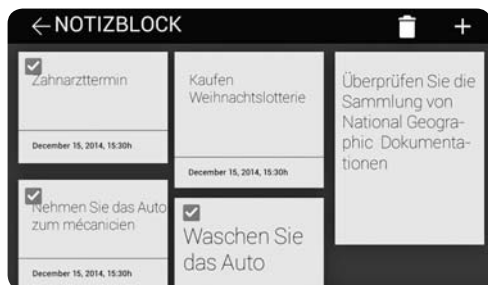 ←NOTIZBLOCK
+
Zahnarzttermin
December 15, 2014, 15:30h
Nehmen Sie das Auto
zum mécanicien
December 15, 2014, 15:30h
Kaufen
Weihnachtslotterie
December 15, 2014, 15:30h
Waschen Sie
das Auto
Überprüfen Sie die
Sammlung von
National Geogra-
phic Dokumenta-
tionen